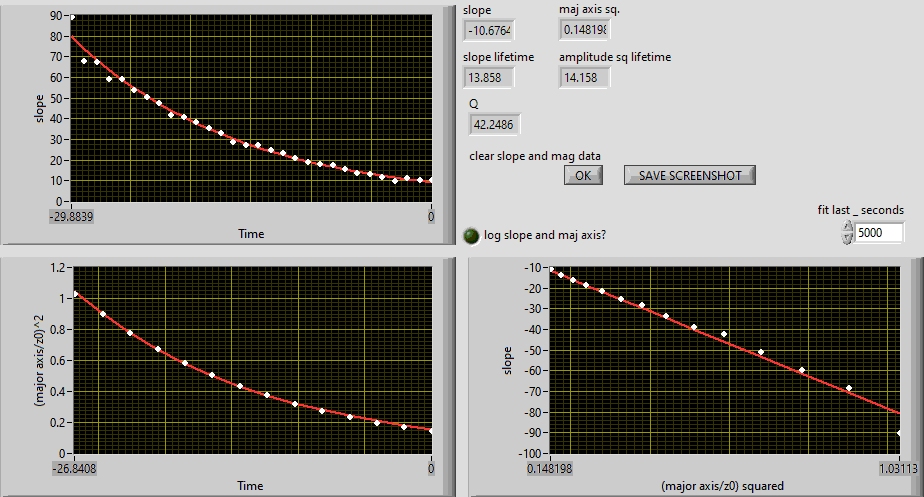 slope
maj axis sq.
-10.6764
0.148198
slope lifetime
amplitude sq lifetime
13.858
14.158
Q
42.2486
clear slope and mag data
OK
SAVE SCREENSHOT
fit last _ seconds
5000
log slope and maj axis?
90
80
70
60
50
40
30
20
10
0
slope
-29.8839
0
Time
1.2
1
0.8
0.6
0.4
0.2
0
(major axis/z0)^2
-26.8408
0
Time
-10
-20
-30
-40
-50
-60
-70
-80
-90
-100
slope
0.148198
1.03113
(major axis/z0) squared